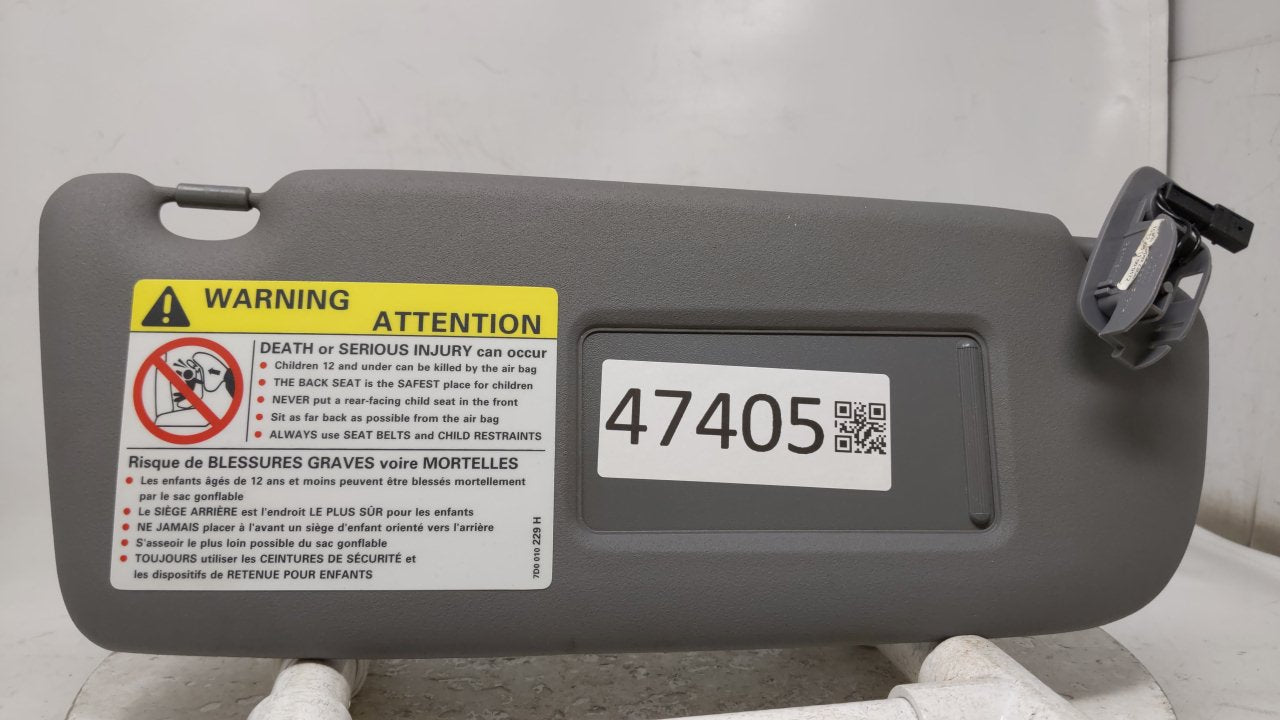 WARNING
ATTENTION
DEATH or SERIOUS INJURY can occur
• Children 12 and under can be killed by the air bag
• THE BACK SEAT is the SAFEST place for children
• NEVER put a rear-facing child seat in the front
• Sit as far back as possible from the air bag
• ALWAYS use SEAT BELTS and CHILD RESTRAINTS
Risque de BLESSURES GRAVES voire MORTELLES
• Les enfants âgés de 12 ans et moins peuvent être blessés mortellement
par le sac gonflable
• Le SIÈGE ARRIÈRE est l'endroit LE PLUS SÛR pour les enfants
• NE JAMAIS placer à l'avant un siège d'enfant orienté vers l'arrière
• S'asseoir le plus loin possible du sac gonflable
• TOUJOURS utiliser les CEINTURES DE SÉCURITÉ et
les dispositifs de RETENUE POUR ENFANTS
7D0 010 229 H
47405